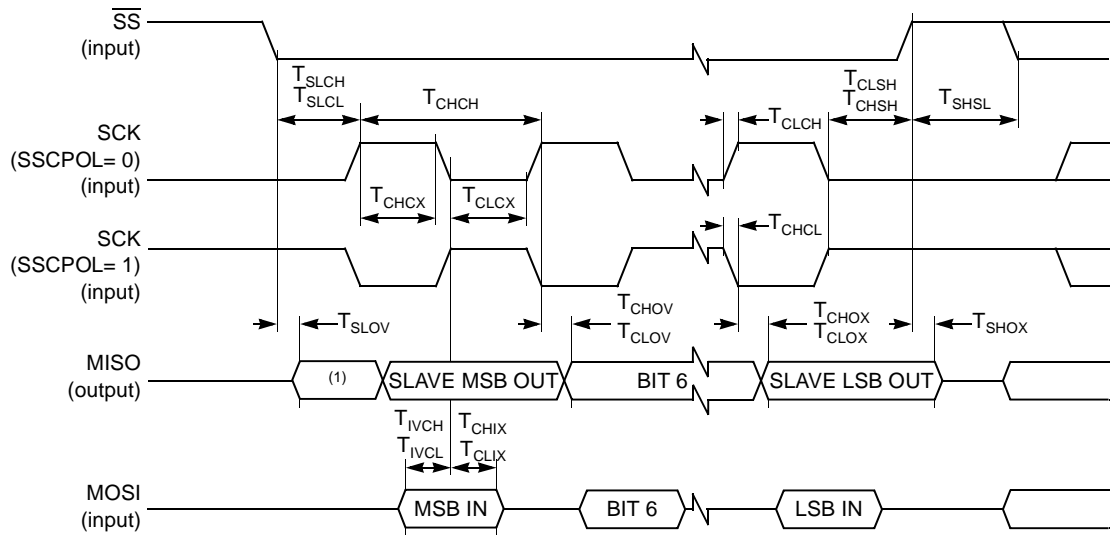 SS
(input)
TSLCH
TSLCL
TCHCH
TCLCH
TCLSH
TCHSH
TSHSL
SCK
(SSCPOL= 0)
(input)
TCHCX
TCLCX
TCHCL
SCK
(SSCPOL= 1)
(input)
TSLOV
TCHOV
TCLOV
TCHOX
TCLOX
TSHOX
MISO
(output)
(1)
SLAVE MSB OUT
BIT 6
SLAVE LSB OUT
TIVCH
TIVCL
TCHIX
TCLIX
MOSI
(input)
MSB IN
BIT 6
LSB IN